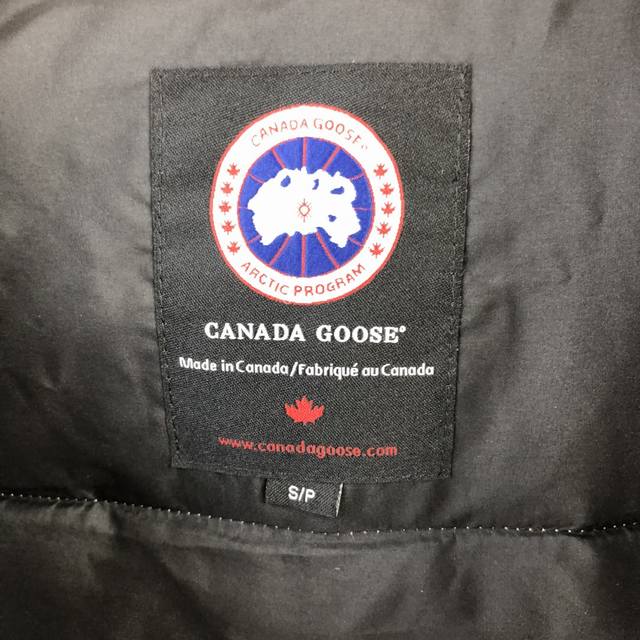 CANADA GOOSE®
ARCTIC PROGRAM
CANADA GOOSE®
Made in Canada/Fabriqué au Canada
www.canadagoose.com
S/P